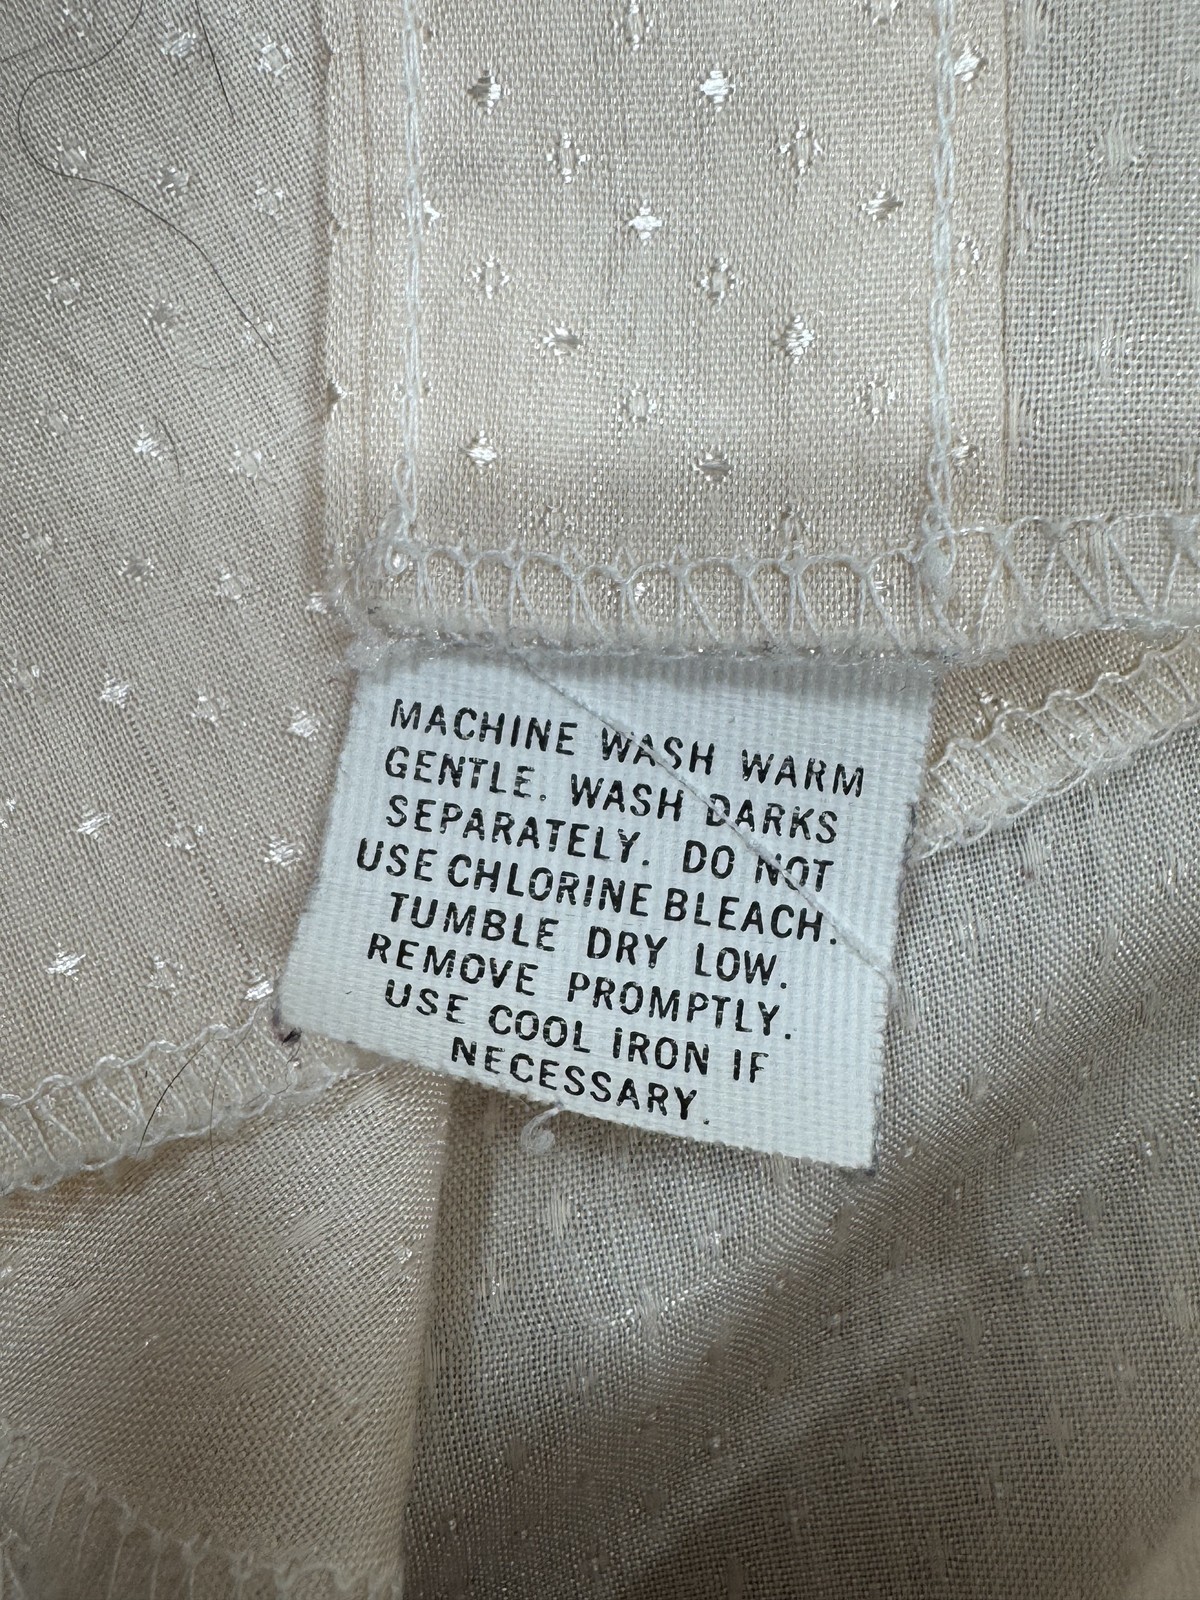 MACHINE WASH WARM
GENTLE. WASH DARKS
SEPARATELY. DO NOT
USE CHLORINE BLEACH.
TUMBLE DRY LOW.
REMOVE PROMPTLY.
USE COOL IRON IF
NECESSARY.